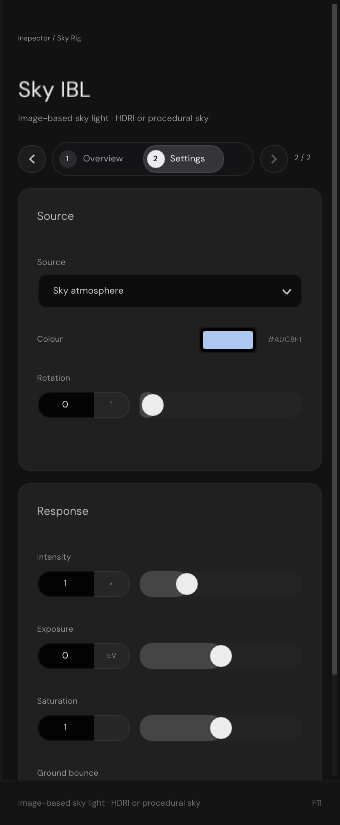 Inspector / Sky Rig
Sky IBL
Image-based sky light · HDRI or procedural sky
1 Overview 2 Settings 2 / 2
Source
Source
Sky atmosphere
Colour #A0C8F1
Rotation
0 °
Response
Intensity
1 ×
Exposure
0 EV
Saturation
1
Ground bounce
Image-based sky light · HDRI or procedural sky F11